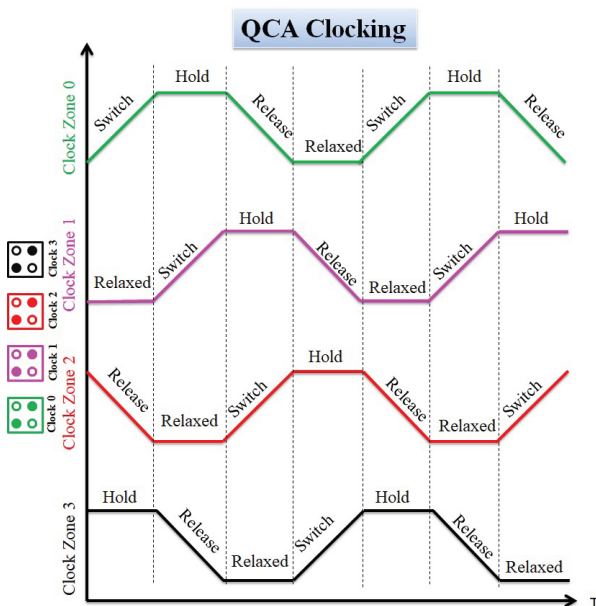 QCA Clocking
Clock Zone 0
Switch
Hold
Release
Relaxed
Switch
Hold
Release
Clock Zone 1
Relaxed
Switch
Hold
Release
Relaxed
Switch
Hold
Clock 3
Clock 2
Clock 1
Clock 0
Clock Zone 2
Release
Relaxed
Switch
Hold
Release
Relaxed
Switch
Clock Zone 3
Hold
Release
Relaxed
Switch
Hold
Release
Relaxed